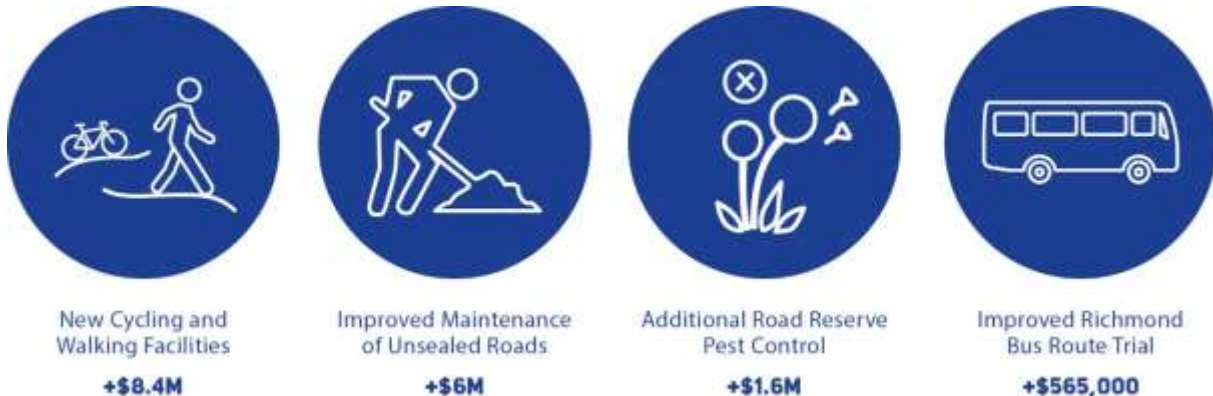 New Cycling and
Walking Facilities
+$8.4M
Improved Maintenance
of Unsealed Roads
+$6M
Additional Road Reserve
Pest Control
+$1.6M
Improved Richmond
Bus Route Trial
+$565,000